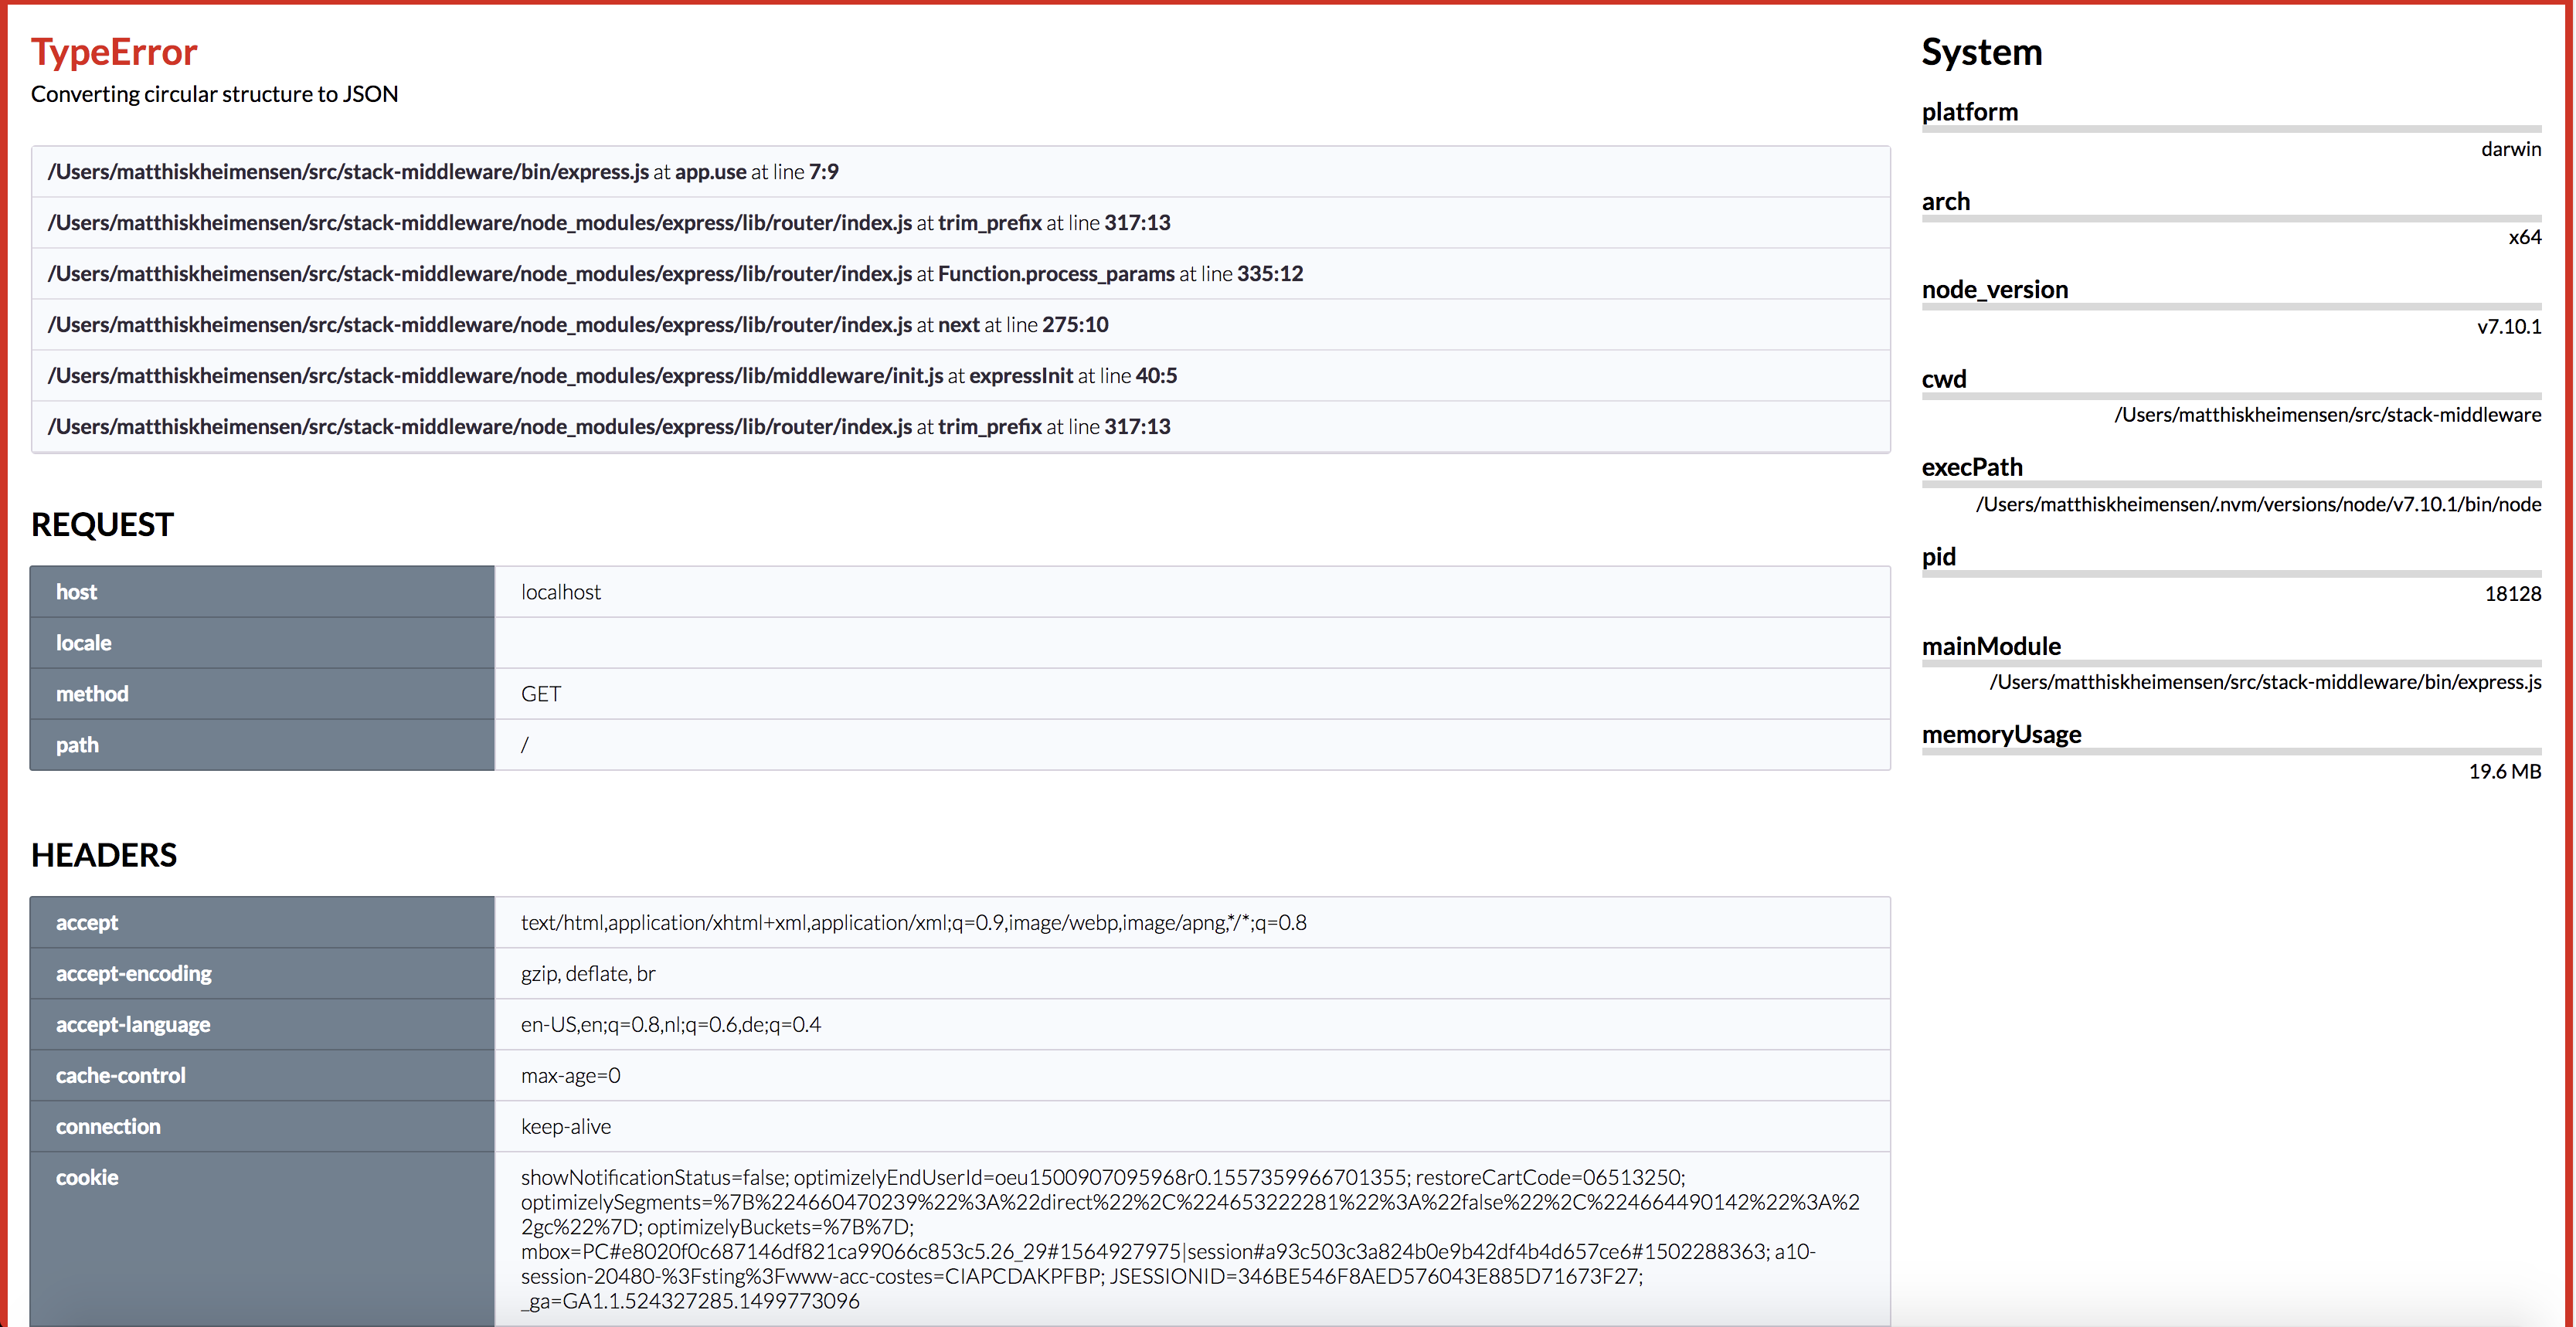 TypeError
Converting circular structure to JSON
/Users/matthiskheimensen/src/stack-middleware/bin/express.js at app.use at line 7:9
/Users/matthiskheimensen/src/stack-middleware/node_modules/express/lib/router/index.js at trim_prefix at line 317:13
/Users/matthiskheimensen/src/stack-middleware/node_modules/express/lib/router/index.js at Function.process_params at line 335:12
/Users/matthiskheimensen/src/stack-middleware/node_modules/express/lib/router/index.js at next at line 275:10
/Users/matthiskheimensen/src/stack-middleware/node_modules/express/lib/middleware/init.js at expressInit at line 40:5
/Users/matthiskheimensen/src/stack-middleware/node_modules/express/lib/router/index.js at trim_prefix at line 317:13
REQUEST
host localhost
locale
method GET
path /
HEADERS
accept text/html,application/xhtml+xml,application/xml;q=0.9,image/webp,image/apng,*/*;q=0.8
accept-encoding gzip, deflate, br
accept-language en-US,en;q=0.8,nl;q=0.6,de;q=0.4
cache-control max-age=0
connection keep-alive
cookie showNotificationStatus=false; optimizelyEndUserId=oeu1500907095968r0.1557359966701355; restoreCartCode=06513250;
optimizelySegments=%7B%224660470239%22%3A%22direct%22%2C%224653222281%22%3A%22false%22%2C%224664490142%22%3A%2
2gc%22%7D; optimizelyBuckets=%7B%7D;
mbox=PC#e8020f0c687146df821ca99066c853c5.26_29#1564927975|session#a93c503c3a824b0e9b42df4b4d657ce6#1502288363; a10-
session-20480-%3Fsting%3Fwww-acc-costes=CIAPCDAKPFBP; JSESSIONID=346BE546F8AED576043E885D71673F27;
_ga=GA1.1.524327285.1499773096
System
platform
darwin
arch
x64
node_version
v7.10.1
cwd
/Users/matthiskheimensen/src/stack-middleware
execPath
/Users/matthiskheimensen/.nvm/versions/node/v7.10.1/bin/node
pid
18128
mainModule
/Users/matthiskheimensen/src/stack-middleware/bin/express.js
memoryUsage
19.6 MB